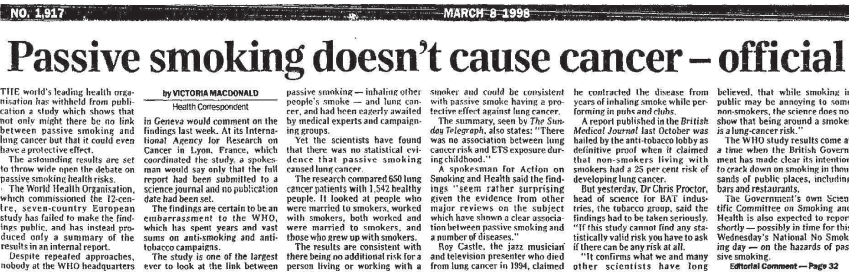 NO. 1,917
MARCH 8 1998
Passive smoking doesn't cause cancer – official
THE world's leading health orga-
nisation has withheld from publi-
cation a study which shows that
not only might there be no link
between passive smoking and
lung cancer but that it could even
have a protective effect.
The astounding results are set
to throw wide open the debate on
passive smoking health risks.
The World Health Organisation,
which commissioned the 12-cen-
tre, seven-country European
study has failed to make the find-
ings public, and has instead pro-
duced only a summary of the
results in an internal report.
Despite repeated approaches,
nobody at the WHO headquarters
by VICTORIA MACDONALD
Health Correspondent
in Geneva would comment on the
findings last week. At its Interna-
tional Agency for Research on
Cancer in Lyon, France, which
coordinated the study, a spokes-
man would say only that the full
report had been submitted to a
science journal and no publication
date had been set.
The findings are certain to be an
embarrassment to the WHO,
which has spent years and vast
sums on anti-smoking and anti-
tobacco campaigns.
The study is one of the largest
ever to look at the link between
passive smoking — inhaling other
people's smoke — and lung can-
cer, and had been eagerly awaited
by medical experts and campaign-
ing groups.
Yet the scientists have found
that there was no statistical evi-
dence that passive smoking
caused lung cancer.
The research compared 650 lung
cancer patients with 1,542 healthy
people. It looked at people who
were married to smokers, worked
with smokers, both worked and
were married to smokers, and
those who grew up with smokers.
The results are consistent with
there being no additional risk for a
person living or working with a
smoker and could be consistent
with passive smoke having a pro-
tective effect against lung cancer.
The summary, seen by The Sun-
day Telegraph, also states: "There
was no association between lung
cancer risk and ETS exposure dur-
ing childhood."
A spokesman for Action on
Smoking and Health said the find-
ings "seem rather surprising
given the evidence from other
major reviews on the subject
which have shown a clear associa-
tion between passive smoking and
a number of diseases."
Roy Castle, the jazz musician
and television presenter who died
from lung cancer in 1994, claimed
he contracted the disease from
years of inhaling smoke while per-
forming in pubs and clubs.
A report published in the British
Medical Journal last October was
hailed by the anti-tobacco lobby as
definitive proof when it claimed
that non-smokers living with
smokers had a 25 per cent risk of
developing lung cancer.
But yesterday, Dr Chris Proctor,
head of science for BAT indus-
tries, the tobacco group, said the
findings had to be taken seriously.
"If this study cannot find any sta-
tistically valid risk you have to ask
if there can be any risk at all.
"It confirms what we and many
other scientists have long
believed, that while smoking i
public may be annoying to som
non-smokers, the science does no
show that being around a smoke
is a lung-cancer risk."
The WHO study results come a
a time when the British Govern
ment has made clear its intention
to crack down on smoking in thou
sands of public places, includin
bars and restaurants.
The Government's own Scien
tific Committee on Smoking and
Health is also expected to repor
shortly — possibly in time for thi
Wednesday's National No Smok
ing day — on the hazards of pas
sive smoking.
Editorial Comment — Page 32